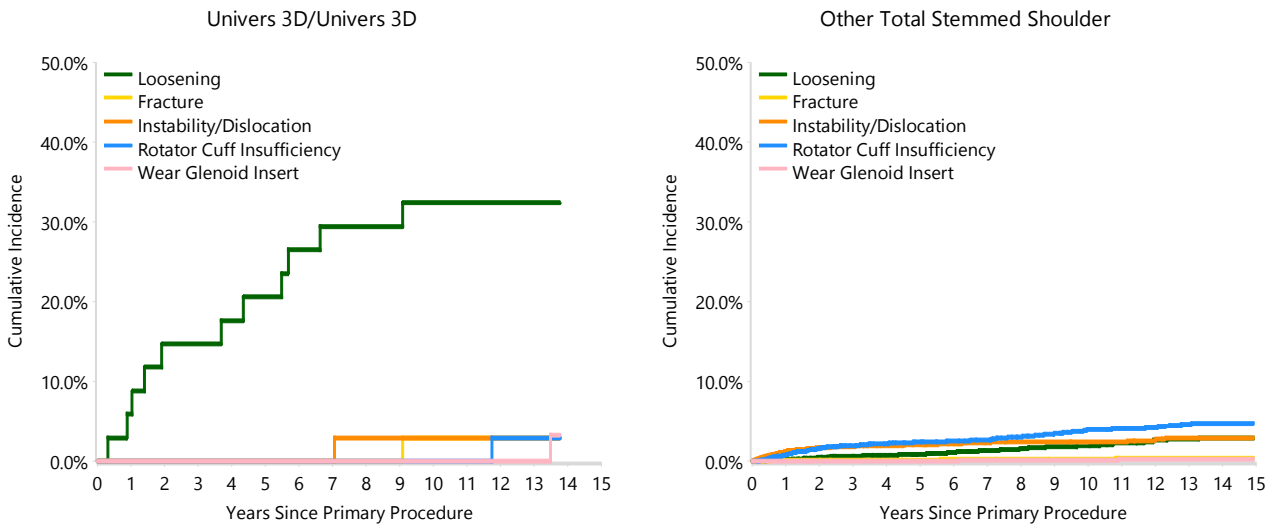 Univers 3D/Univers 3D
50.0%
40.0%
30.0%
20.0%
10.0%
0.0%
Cumulative Incidence
Loosening
Fracture
Instability/Dislocation
Rotator Cuff Insufficiency
Wear Glenoid Insert
0 1 2 3 4 5 6 7 8 9 10 11 12 13 14 15
Years Since Primary Procedure
Other Total Stemmed Shoulder
50.0%
40.0%
30.0%
20.0%
10.0%
0.0%
Cumulative Incidence
Loosening
Fracture
Instability/Dislocation
Rotator Cuff Insufficiency
Wear Glenoid Insert
0 1 2 3 4 5 6 7 8 9 10 11 12 13 14 15
Years Since Primary Procedure